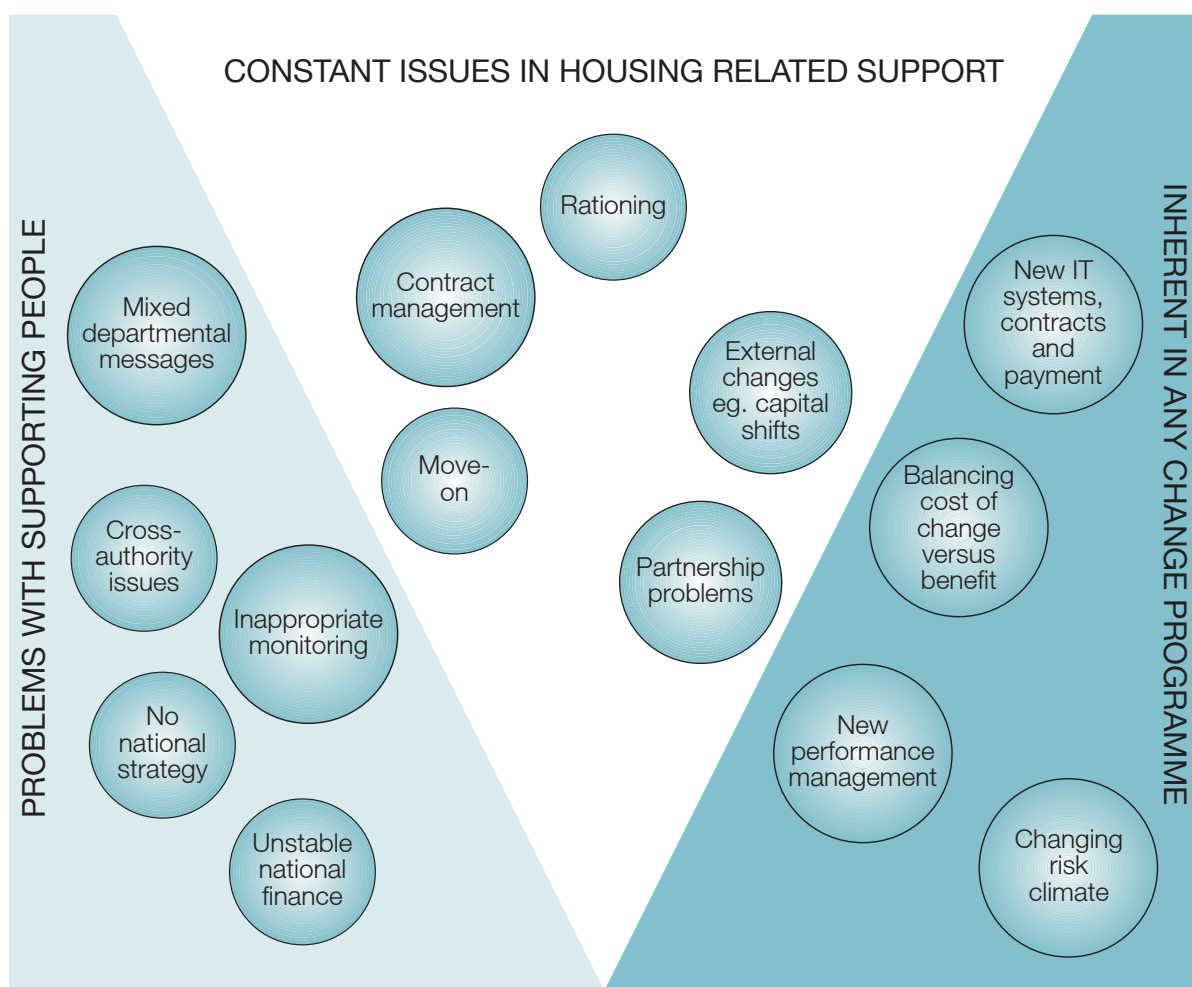 CONSTANT ISSUES IN HOUSING RELATED SUPPORT
PROBLEMS WITH SUPPORTING PEOPLE
Mixed
departmental
messages
Cross-
authority
issues
Inappropriate
monitoring
No
national
strategy
Unstable
national
finance
Rationing
Contract
management
Move-
on
External
changes
eg. capital
shifts
Partnership
problems
INHERENT IN ANY CHANGE PROGRAMME
New IT
systems,
contracts
and
payment
Balancing
cost of
change
versus
benefit
New
performance
management
Changing
risk
climate